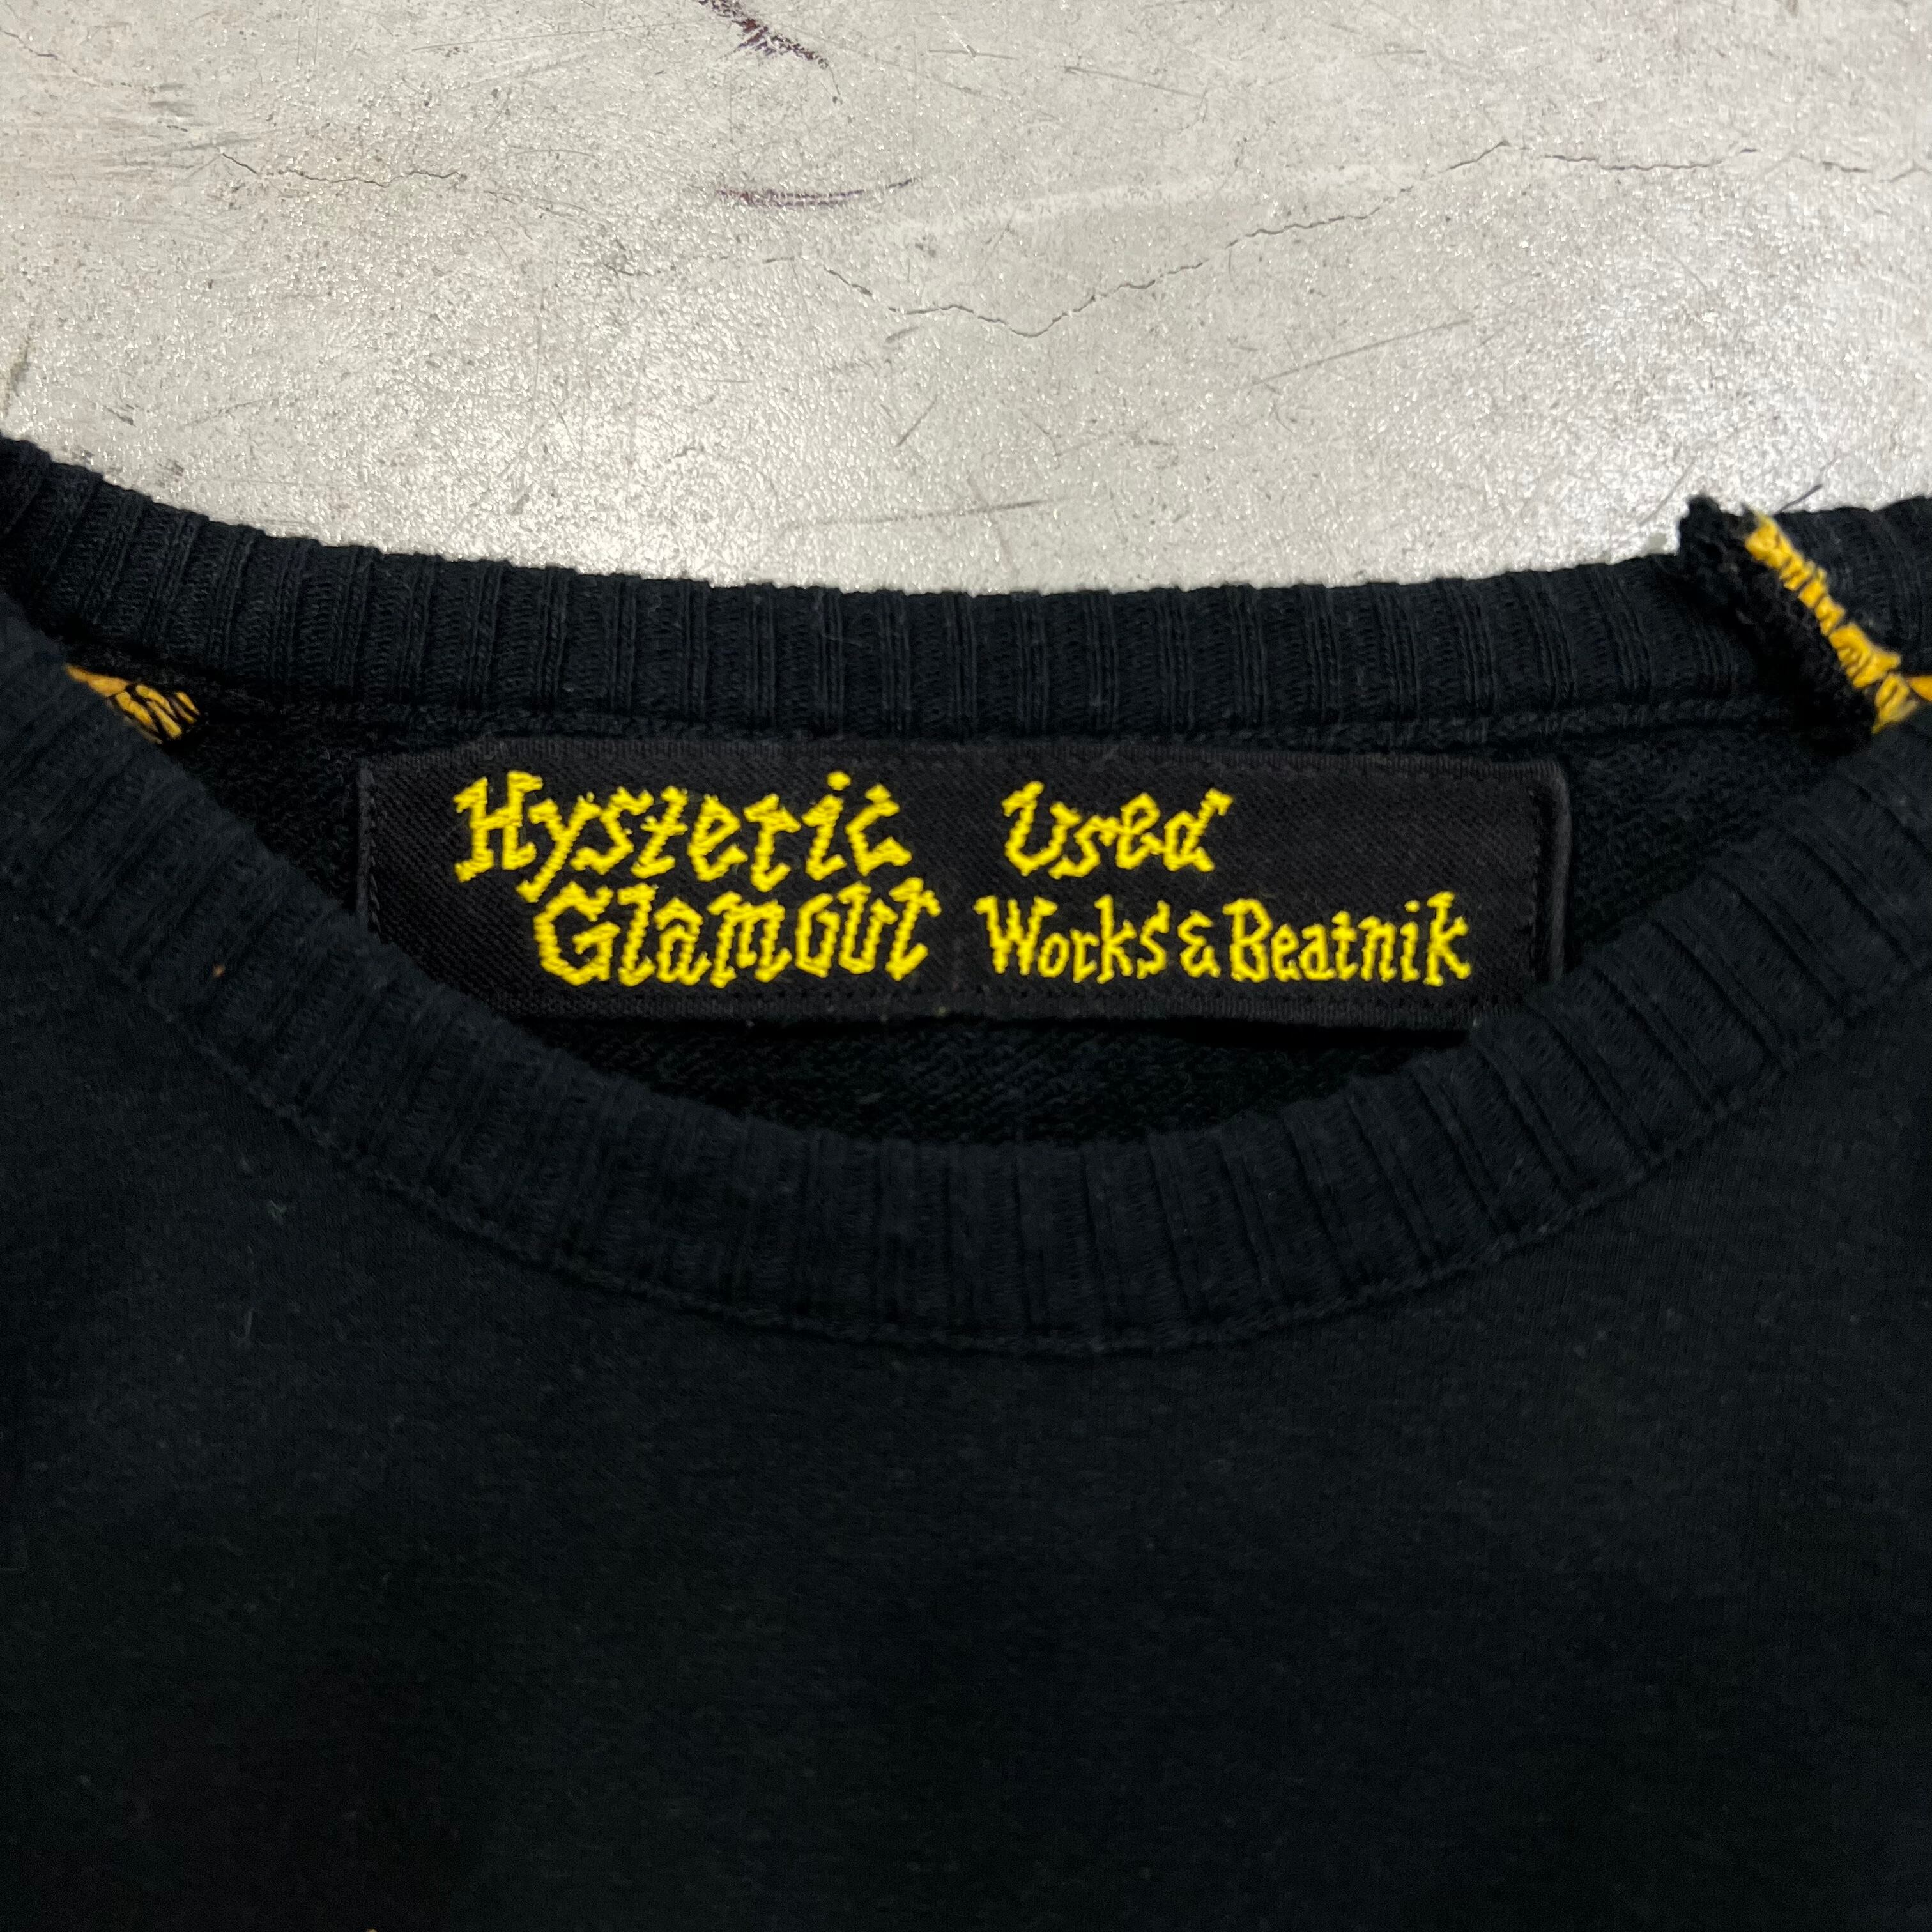 Hysteric
Glamour
Used
Works & Beatnik